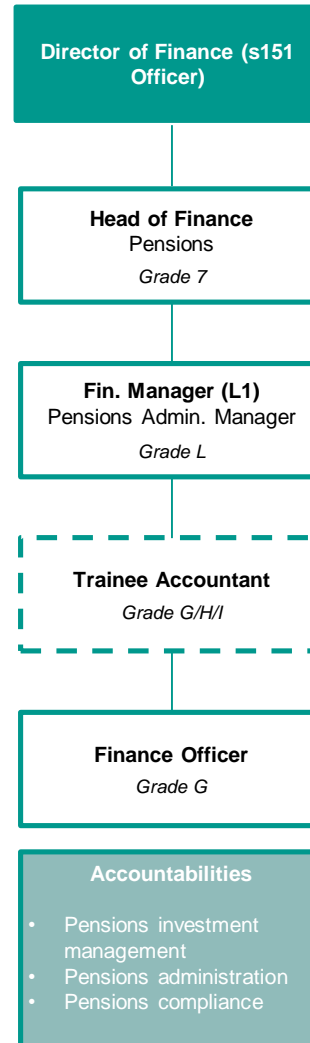 Director of Finance (s151
Officer)
Head of Finance
Pensions
Grade 7
Fin. Manager (L1)
Pensions Admin. Manager
Grade L
Trainee Accountant
Grade G/H/I
Finance Officer
Grade G
Accountabilities
• Pensions investment
management
• Pensions administration
• Pensions compliance